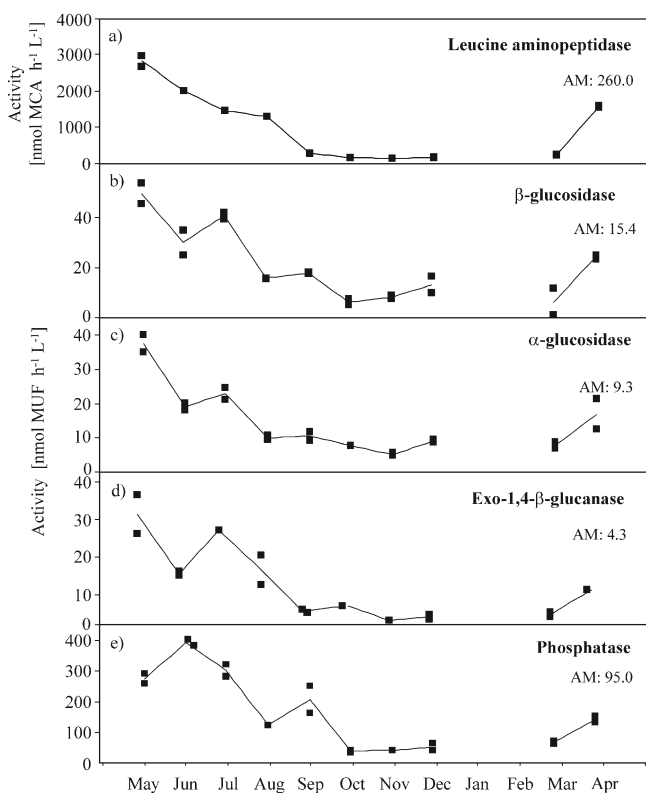 a)
Leucine aminopeptidase
AM: 260.0
4000
3000
2000
1000
0
Activity
[nmol MCA h⁻¹ L⁻¹]
b)
β-glucosidase
AM: 15.4
40
20
0
c)
α-glucosidase
AM: 9.3
40
30
20
10
0
Activity [nmol MUF h⁻¹ L⁻¹]
d)
Exo-1,4-β-glucanase
AM: 4.3
40
30
20
10
0
e)
Phosphatase
AM: 95.0
400
300
200
100
0
May Jun Jul Aug Sep Oct Nov Dec Jan Feb Mar Apr